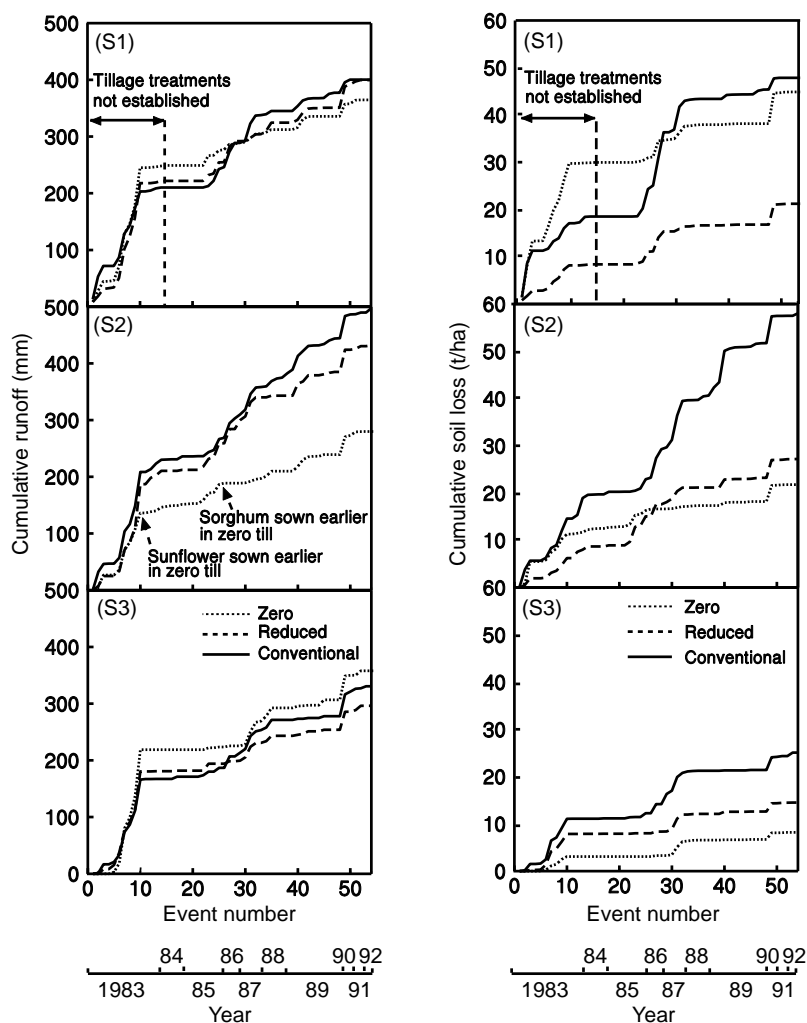 500
(S1)
400
Tillage treatments
not established
300
200
100
500
(S2)
400
300
200
Sorghum sown earlier
in zero till
100
Sunflower sown earlier
in zero till
500
(S3)
Zero
Reduced
Conventional
400
300
200
100
0
0 10 20 30 40 50
Event number
Cumulative runoff (mm)
84 86 88 90 92
1983 85 87 89 91
Year
60
(S1)
50
Tillage treatments
not established
40
30
20
10
60
(S2)
50
40
30
20
10
60
(S3)
Zero
Reduced
Conventional
50
40
30
20
10
0
0 10 20 30 40 50
Event number
Cumulative soil loss (t/ha)
84 86 88 90 92
1983 85 87 89 91
Year